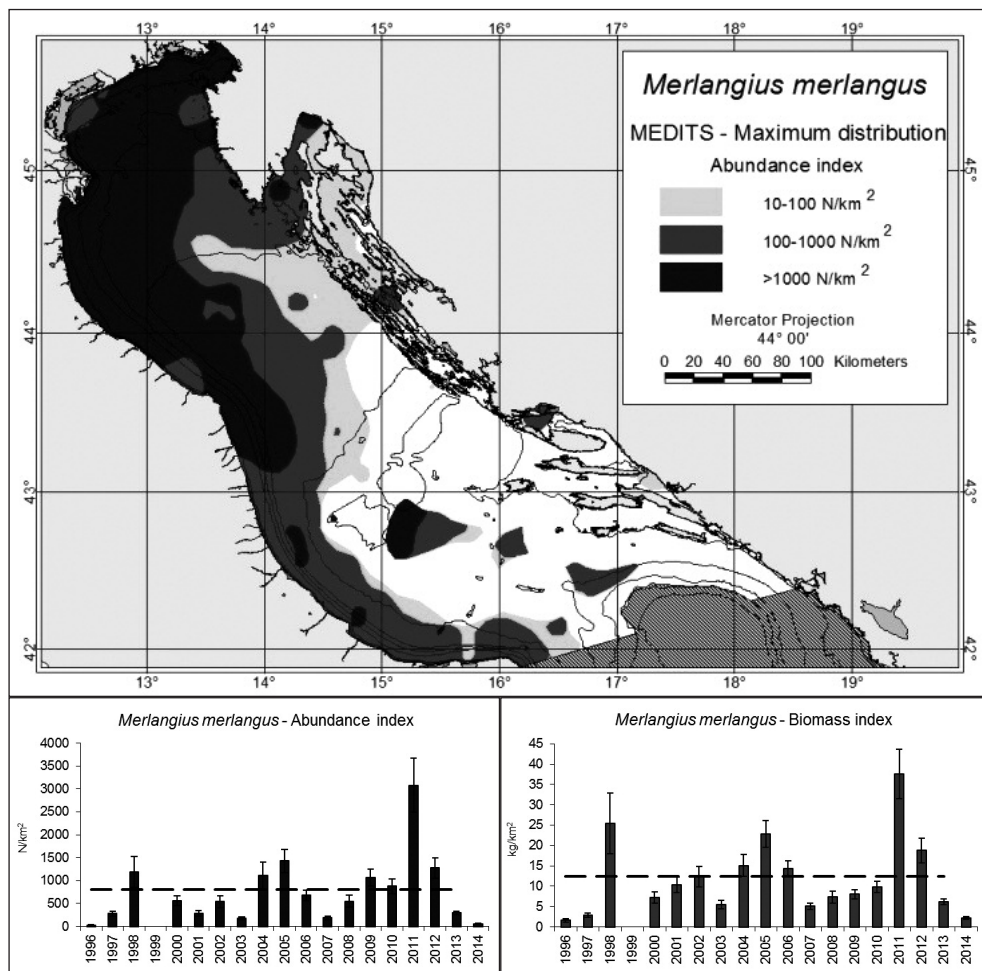 13° 14° 15° 16° 17° 18° 19°
Merlangius merlangus
MEDITS - Maximum distribution
Abundance index
10-100 N/km 2
100-1000 N/km 2
>1000 N/km 2
Mercator Projection
44° 00'
0 20 40 60 80 100 Kilometers
45° 45°
44° 44°
43° 43°
42° 42°
13° 14° 15° 16° 17° 18° 19°
Merlangius merlangus - Abundance index
4000
3500
3000
2500
2000
1500
1000
500
0
N/km²
1996 1997 1998 1999 2000 2001 2002 2003 2004 2005 2006 2007 2008 2009 2010 2011 2012 2013 2014
Merlangius merlangus - Biomass index
45
40
35
30
25
20
15
10
5
0
kg/km²
1996 1997 1998 1999 2000 2001 2002 2003 2004 2005 2006 2007 2008 2009 2010 2011 2012 2013 2014